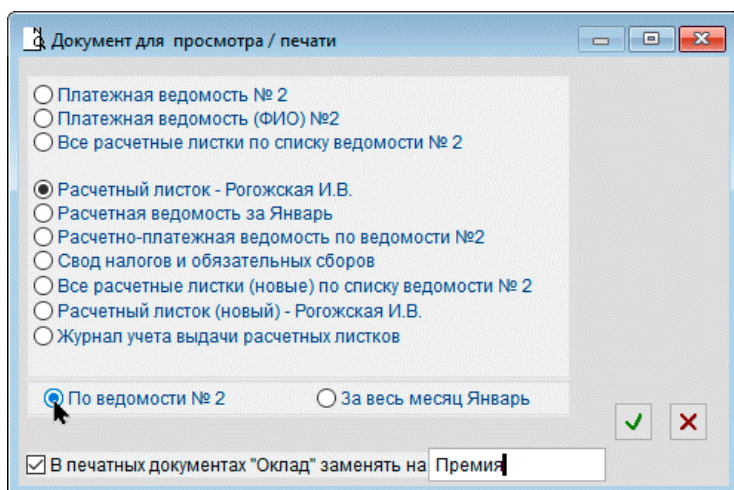 Документ для просмотра / печати
Платежная ведомость № 2
Платежная ведомость (ФИО) №2
Все расчетные листки по списку ведомости № 2
Расчетный листок - Рогожская И.В.
Расчетная ведомость за Январь
Расчетно-платежная ведомость по ведомости №2
Свод налогов и обязательных сборов
Все расчетные листки (новые) по списку ведомости № 2
Расчетный листок (новый) - Рогожская И.В.
Журнал учета выдачи расчетных листков
По ведомости № 2 За весь месяц Январь
В печатных документах "Оклад" заменять на Премия